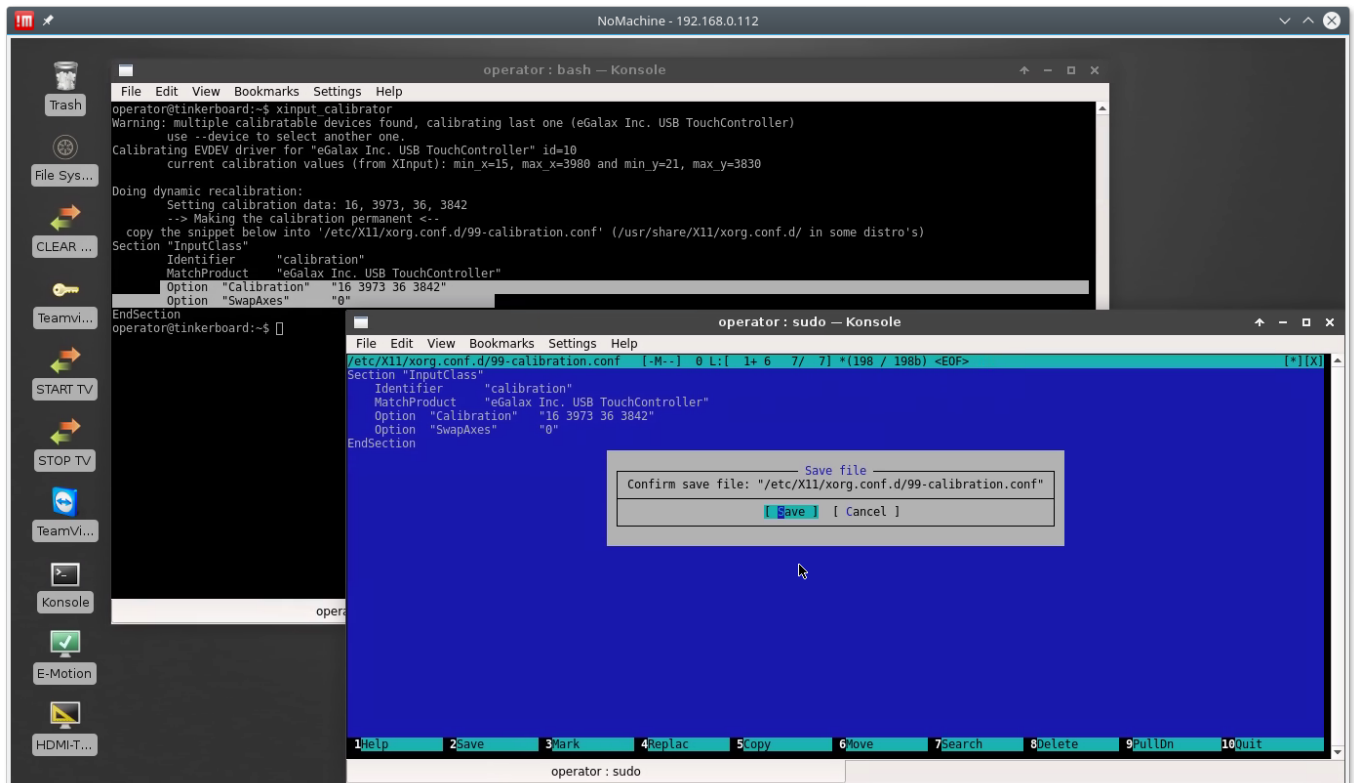 NoMachine - 192.168.0.112
Trash
File Sys...
CLEAR ...
Teamvi...
START TV
STOP TV
TeamVi...
Konsole
E-Motion
HDMI-T...
operator : bash — Konsole
File Edit View Bookmarks Settings Help
operator@tinkerboard:~$ xinput_calibrator
Warning: multiple calibratable devices found, calibrating last one (eGalax Inc. USB TouchController)
use --device to select another one.
Calibrating EVDEV driver for "eGalax Inc. USB TouchController" id=10
current calibration values (from XInput): min_x=15, max_x=3980 and min_y=21, max_y=3830
Doing dynamic recalibration:
Setting calibration data: 16, 3973, 36, 3842
--> Making the calibration permanent <--
copy the snippet below into '/etc/X11/xorg.conf.d/99-calibration.conf' (/usr/share/X11/xorg.conf.d/ in some distro's)
Section "InputClass"
Identifier "calibration"
MatchProduct "eGalax Inc. USB TouchController"
Option "Calibration" "16 3973 36 3842"
Option "SwapAxes" "0"
EndSection
operator@tinkerboard:~$
opera
operator : sudo — Konsole
File Edit View Bookmarks Settings Help
/etc/X11/xorg.conf.d/99-calibration.conf [-M--] 0 L:[ 1+ 6 7/ 7] *(198 / 198b) <EOF> [*][X]
Section "InputClass"
Identifier "calibration"
MatchProduct "eGalax Inc. USB TouchController"
Option "Calibration" "16 3973 36 3842"
Option "SwapAxes" "0"
EndSection
Save file
Confirm save file: "/etc/X11/xorg.conf.d/99-calibration.conf"
[ Save ] [ Cancel ]
1Help 2Save 3Mark 4Replac 5Copy 6Move 7Search 8Delete 9PullDn 10Quit
operator : sudo